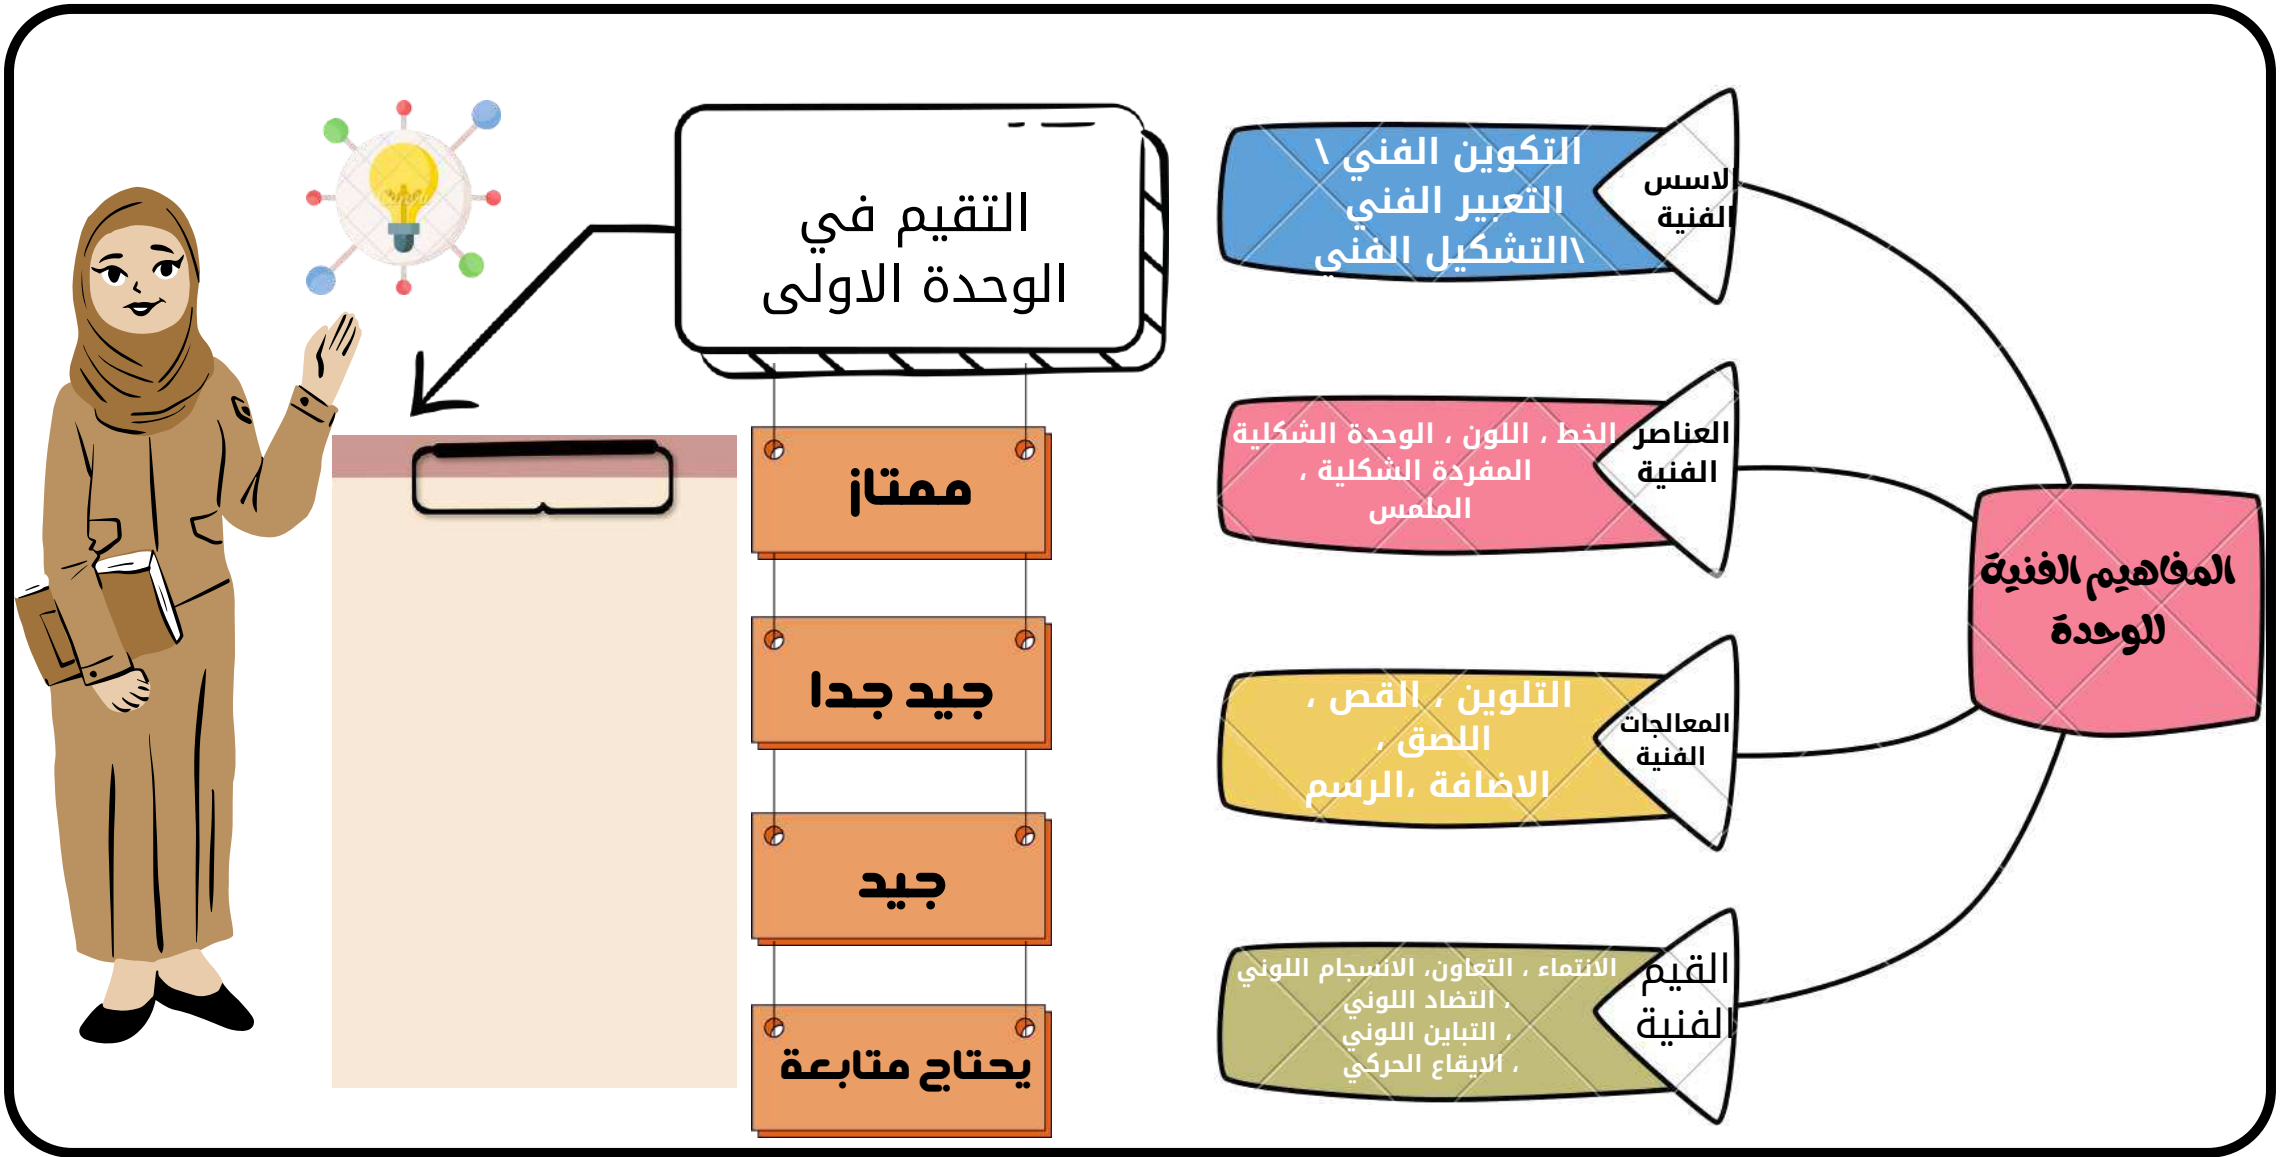 المفاهيم الفنية
للوحدة
الاسس
الفنية
التكوين الفني \
التعبير الفني
\التشكيل الفني
العناصر
الفنية
الخط ، اللون ، الوحدة الشكلية
المفردة الشكلية ،
الملمس
المعالجات
الفنية
التلوين ، القص ،
اللصق ،
الاضافة ،الرسم
القيم
الفنية
الانتماء ، التعاون، الانسجام اللوني
، التضاد اللوني
، التباين اللوني
، الايقاع الحركي
التقيم في
الوحدة الاولى
ممتاز
جيد جدا
جيد
يحتاج متابعة